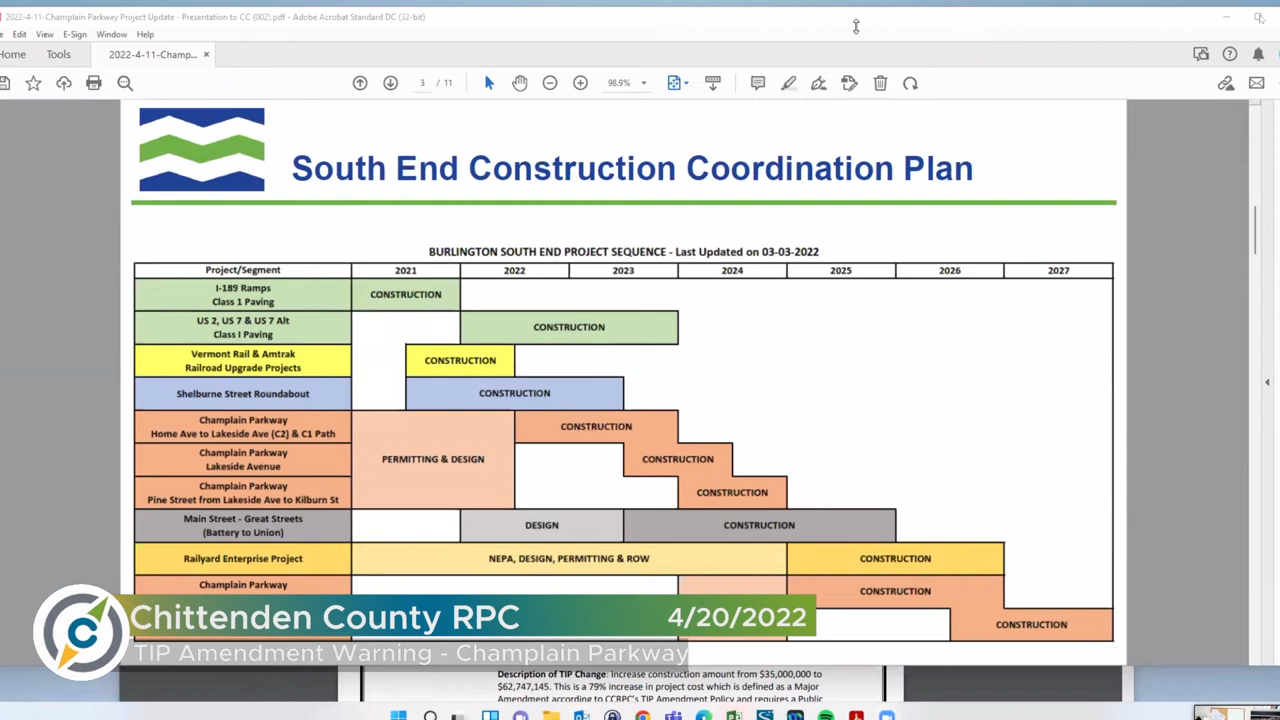 2022-4-11-Champlain Parkway Project Update - Presentation to CC (002).pdf - Adobe Acrobat Standard DC (32-bit)
Edit View E-Sign Window Help
Home Tools 2022-4-11-Champ... ×
3 / 11 98.9%
South End Construction Coordination Plan
BURLINGTON SOUTH END PROJECT SEQUENCE - Last Updated on 03-03-2022
Project/Segment 2021 2022 2023 2024 2025 2026 2027
I-189 Ramps
Class 1 Paving
CONSTRUCTION
US 2, US 7 & US 7 Alt
Class I Paving
CONSTRUCTION
Vermont Rail & Amtrak
Railroad Upgrade Projects
CONSTRUCTION
Shelburne Street Roundabout
CONSTRUCTION
Champlain Parkway
Home Ave to Lakeside Ave (C2) & C1 Path
CONSTRUCTION
Champlain Parkway
Lakeside Avenue
PERMITTING & DESIGN
CONSTRUCTION
Champlain Parkway
Pine Street from Lakeside Ave to Kilburn St
CONSTRUCTION
Main Street - Great Streets
(Battery to Union)
DESIGN
CONSTRUCTION
Railyard Enterprise Project
NEPA, DESIGN, PERMITTING & ROW
CONSTRUCTION
Champlain Parkway
CONSTRUCTION
CONSTRUCTION
Chittenden County RPC 4/20/2022
TIP Amendment Warning - Champlain Parkway
Description of TIP Change: Increase construction amount from $35,000,000 to
$62,747,145. This is a 79% increase in project cost which is defined as a Major
Amendment according to CCRPC's TIP Amendment Policy and requires a Public